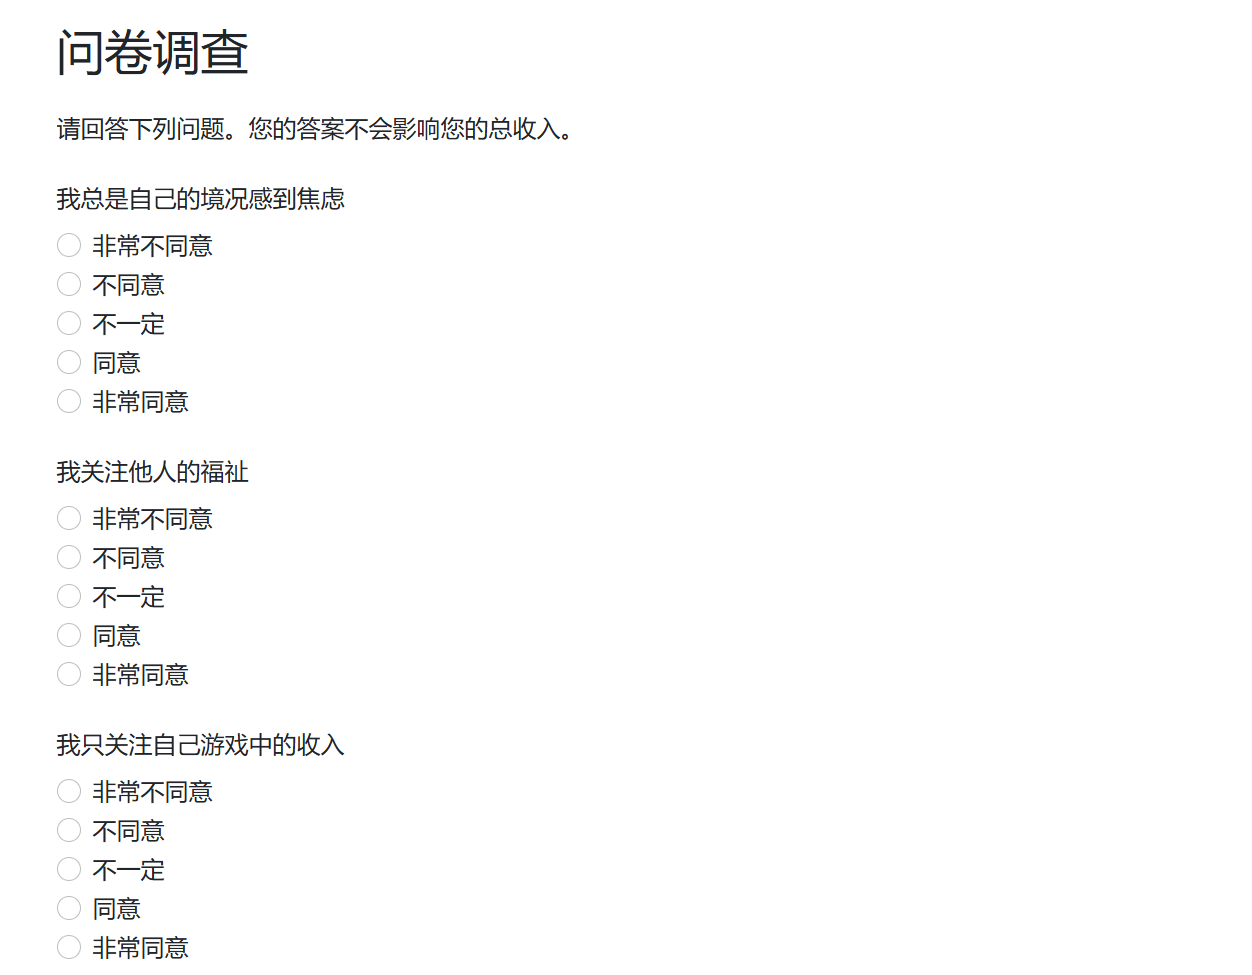 问卷调查
请回答下列问题。您的答案不会影响您的总收入。
我总是自己的境况感到焦虑
非常不同意
不同意
不一定
同意
非常同意
我关注他人的福祉
非常不同意
不同意
不一定
同意
非常同意
我只关注自己游戏中的收入
非常不同意
不同意
不一定
同意
非常同意